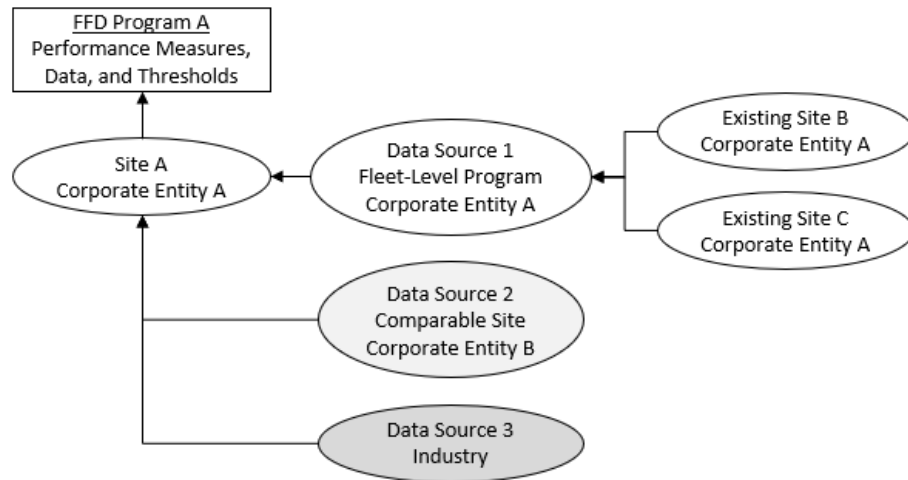 FFD Program A
Performance Measures,
Data, and Thresholds
Site A
Corporate Entity A
Data Source 1
Fleet-Level Program
Corporate Entity A
Existing Site B
Corporate Entity A
Existing Site C
Corporate Entity A
Data Source 2
Comparable Site
Corporate Entity B
Data Source 3
Industry